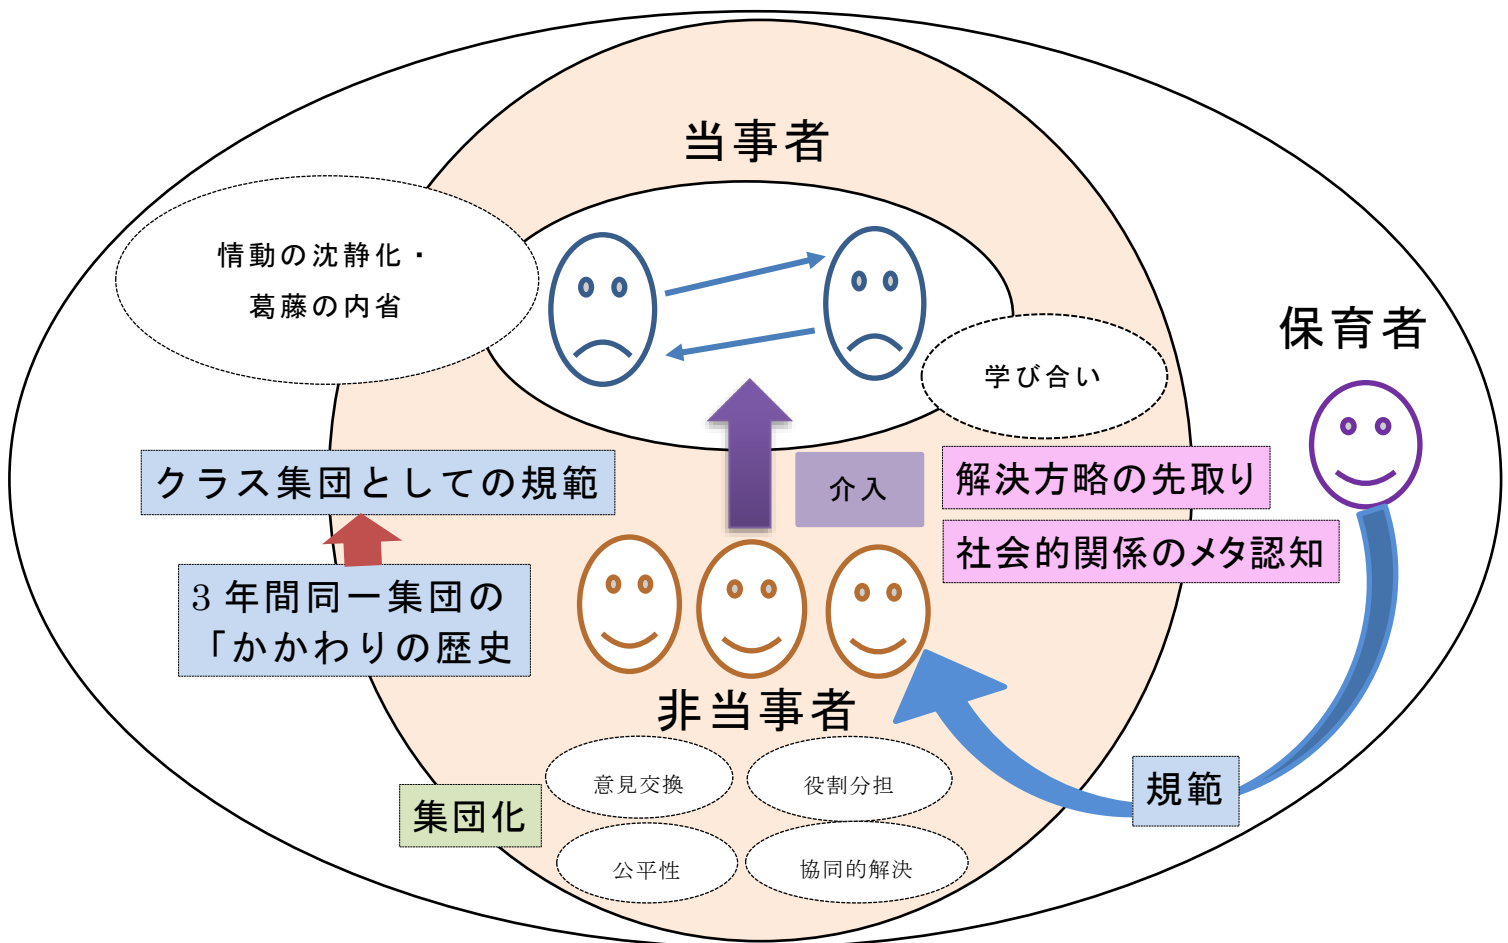 当事者
情動の沈静化・
葛藤の内省
保育者
学び合い
クラス集団としての規範
介入
解決方略の先取り
社会的関係のメタ認知
3 年間同一集団の
「かかわりの歴史
非当事者
意見交換
役割分担
規範
集団化
公平性
協同的解決